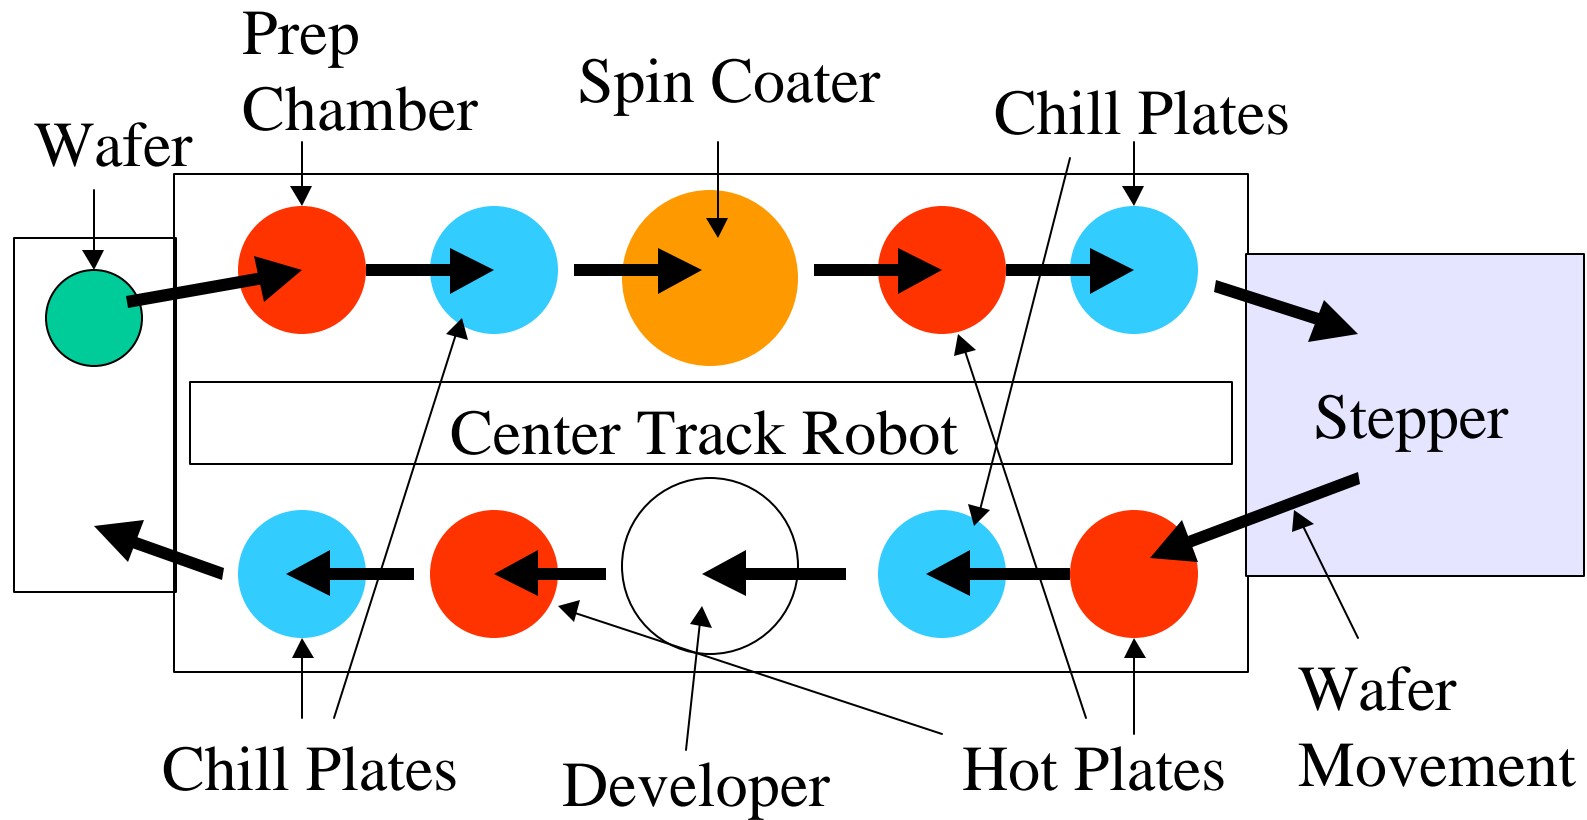 Prep
Chamber
Spin Coater
Chill Plates
Wafer
Center Track Robot
Stepper
Chill Plates
Developer
Hot Plates
Wafer
Movement